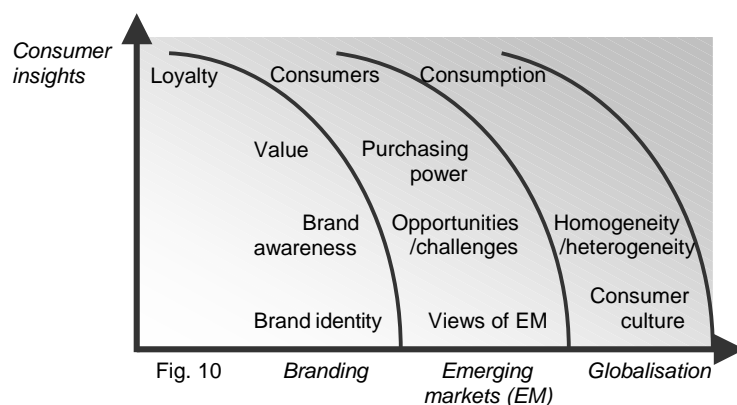 Consumer
insights
Loyalty
Consumers
Consumption
Value
Purchasing
power
Brand
awareness
Opportunities
/challenges
Homogeneity
/heterogeneity
Brand identity
Views of EM
Consumer
culture
Fig. 10
Branding
Emerging
markets (EM)
Globalisation